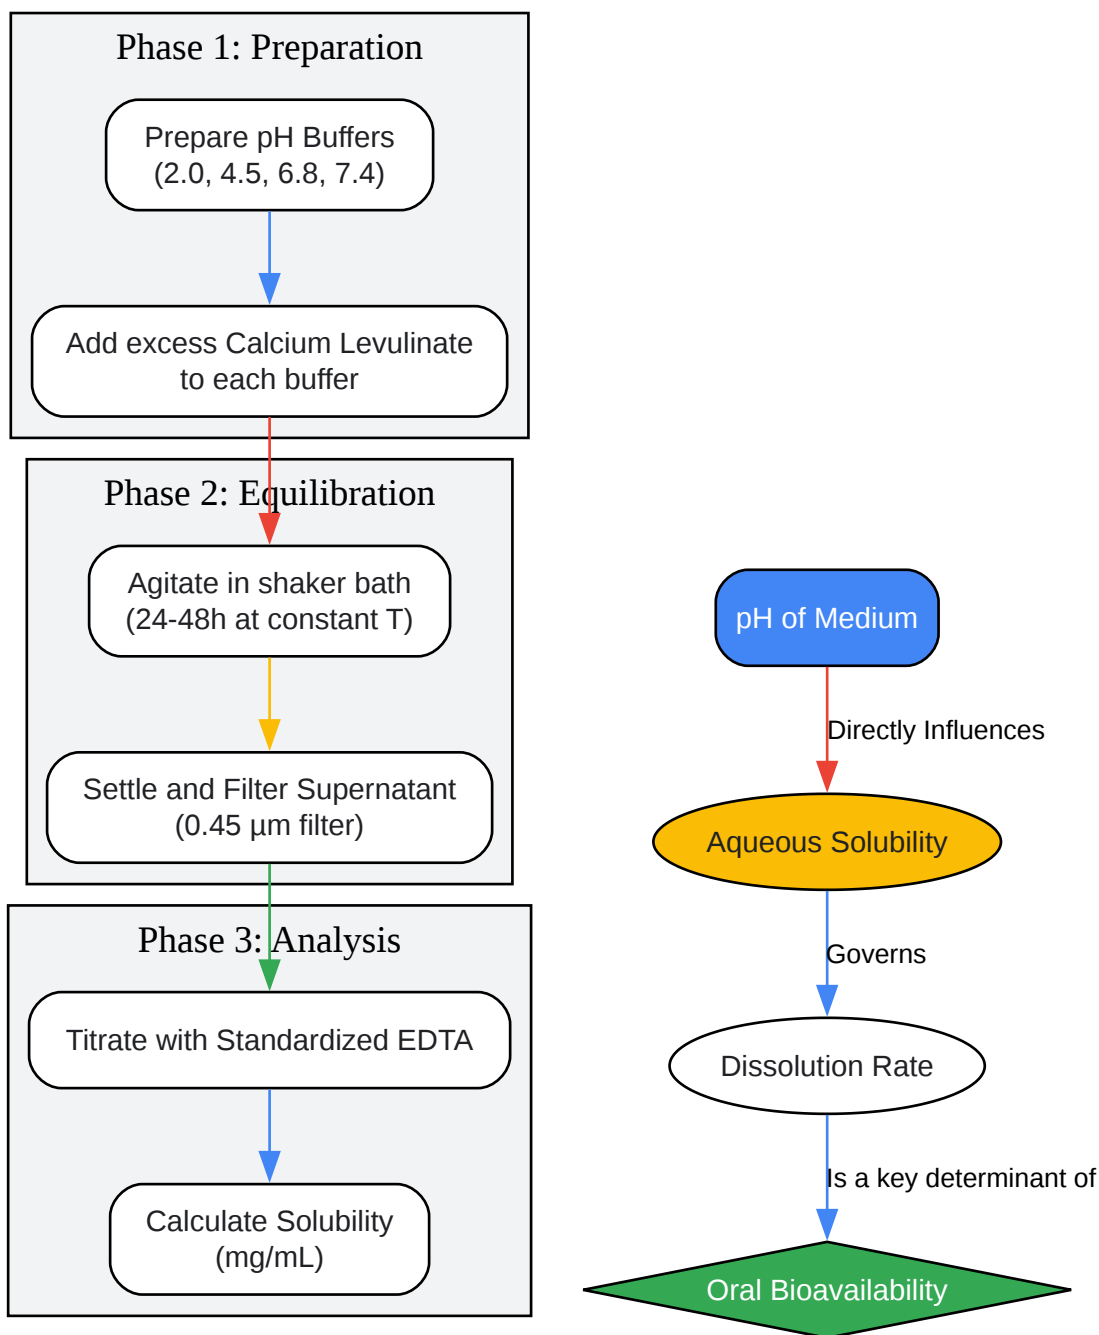 Phase 1: Preparation
Prepare pH Buffers
(2.0, 4.5, 6.8, 7.4)
Add excess Calcium Levulinate
to each buffer
Phase 2: Equilibration
Agitate in shaker bath
(24-48h at constant T)
Settle and Filter Supernatant
(0.45 µm filter)
Phase 3: Analysis
Titrate with Standardized EDTA
Calculate Solubility
(mg/mL)
pH of Medium
Directly Influences
Aqueous Solubility
Governs
Dissolution Rate
Is a key determinant of
Oral Bioavailability